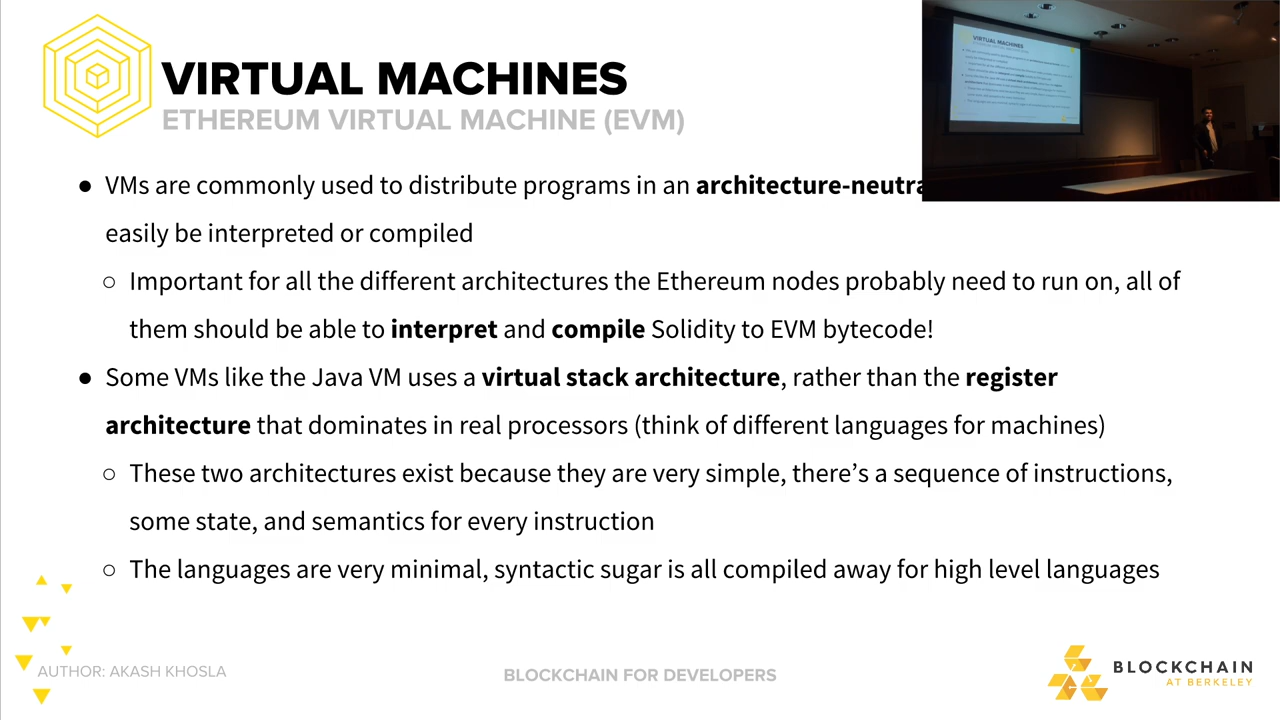 VIRTUAL MACHINES
ETHEREUM VIRTUAL MACHINE (EVM)
● VMs are commonly used to distribute programs in an
easily be interpreted or compiled
○ Important for all the different architectures the Ethereum nodes probably need to run on, all of
them should be able to interpret and compile Solidity to EVM bytecode!
● Some VMs like the Java VM uses a virtual stack architecture, rather than the register
architecture that dominates in real processors (think of different languages for machines)
○ These two architectures exist because they are very simple, there’s a sequence of instructions,
some state, and semantics for every instruction
○ The languages are very minimal, syntactic sugar is all compiled away for high level languages
AUTHOR: AKASH KHOSLA
BLOCKCHAIN FOR DEVELOPERS
BLOCKCHAIN
AT BERKELEY
VIRTUAL MACHINES